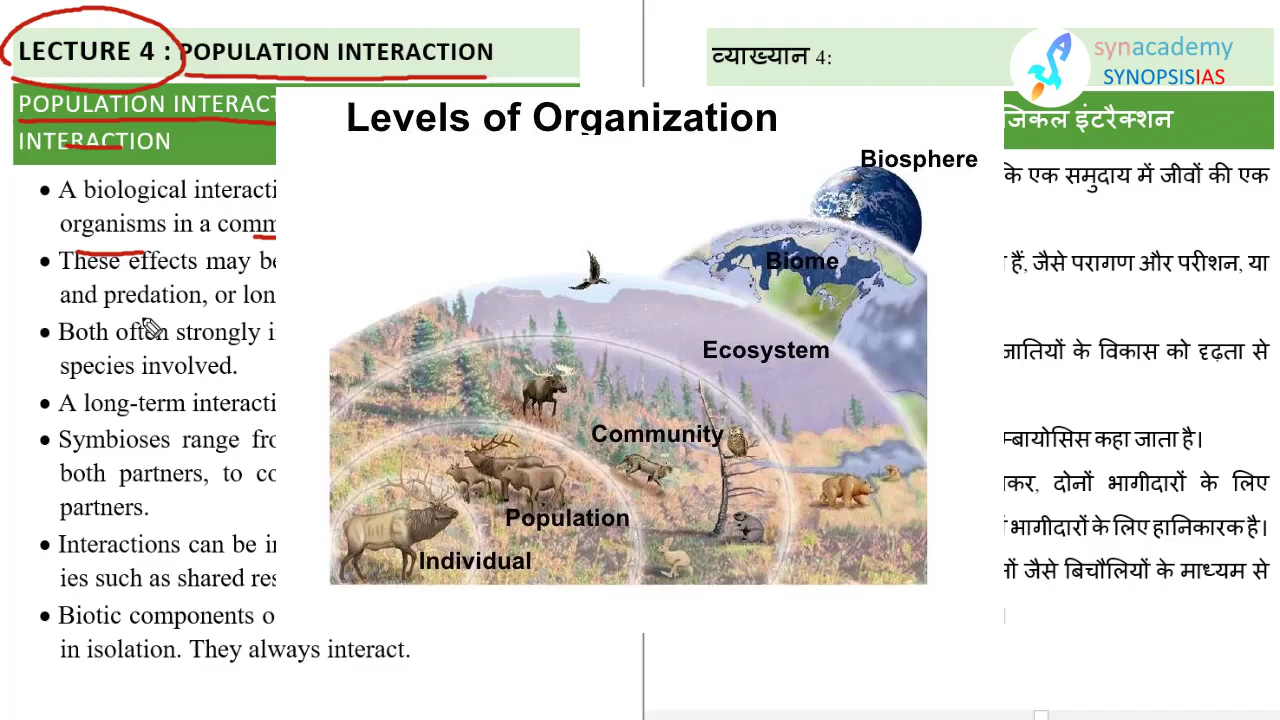 LECTURE 4 : POPULATION INTERACTION
POPULATION INTERACT
INTERACTION
• A biological interacti
organisms in a comm
• These effects may be
and predation, or lon
• Both often strongly i
species involved.
• A long-term interacti
• Symbioses range fro
both partners, to co
partners.
• Interactions can be in
ies such as shared res
• Biotic components o
in isolation. They always interact.
Levels of Organization
Biosphere
Biome
Ecosystem
Community
Population
Individual
व्याख्यान 4:
synacademy
SYNOPSISIAS
जिकल इंटरैक्शन
कि एक समुदाय में जीवों की एक
हैं, जैसे परागण और परीशन, या
जातियों के विकास को दृढ़ता से
म्बायोसिस कहा जाता है।
कर, दोनों भागीदारों के लिए
भागीदारों के लिए हानिकारक है।
नों जैसे बिचौलियों के माध्यम से